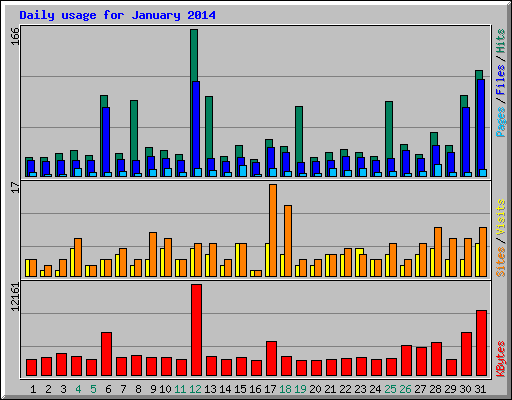 Daily usage for January 2014
166
Pages / Files / Hits
17
Sites / Visits
12161
KBytes
1 2 3 4 5 6 7 8 9 10 11 12 13 14 15 16 17 18 19 20 21 22 23 24 25 26 27 28 29 30 31